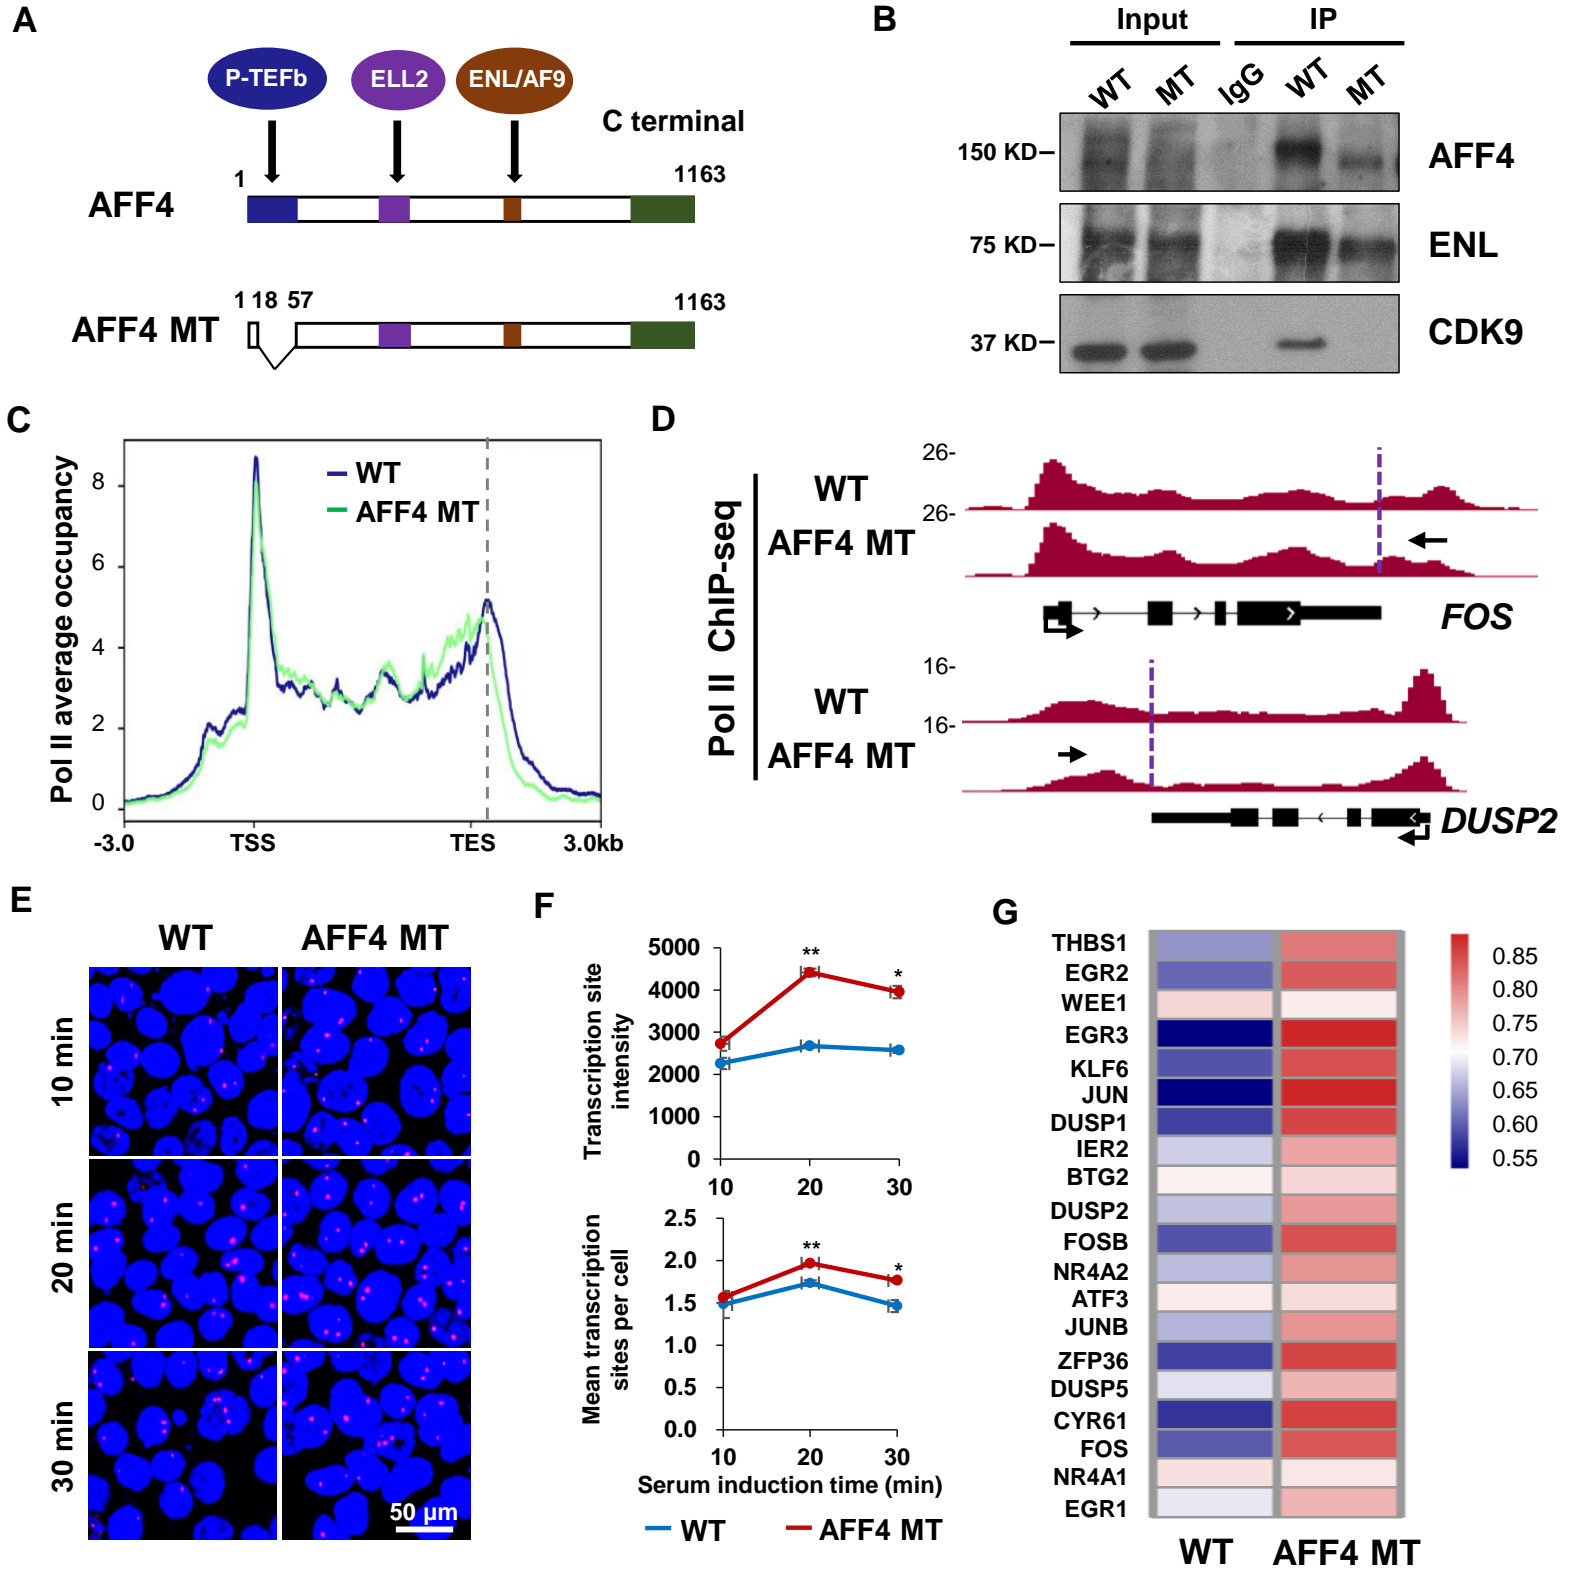 A
P-TEFb
ELL2
ENL/AF9
C terminal
1
1163
AFF4
1 18 57
1163
AFF4 MT
B
Input
IP
WT
MT
IgG
WT
MT
150 KD
AFF4
75 KD
ENL
37 KD
CDK9
C
Pol II average occupancy
8
6
4
2
0
WT
AFF4 MT
-3.0
TSS
TES
3.0kb
D
Pol II ChIP-seq
WT
26-
AFF4 MT
26-
FOS
WT
16-
AFF4 MT
16-
DUSP2
E
WT
AFF4 MT
10 min
20 min
30 min
50 µm
F
Transcription site
intensity
5000
4000
3000
2000
1000
0
**
*
10
20
30
Mean transcription
sites per cell
2.5
2.0
1.5
1.0
0.5
0.0
**
*
10
20
30
Serum induction time (min)
WT
AFF4 MT
G
THBS1
EGR2
WEE1
EGR3
KLF6
JUN
DUSP1
IER2
BTG2
DUSP2
FOSB
NR4A2
ATF3
JUNB
ZFP36
DUSP5
CYR61
FOS
NR4A1
EGR1
WT
AFF4 MT
0.85
0.80
0.75
0.70
0.65
0.60
0.55